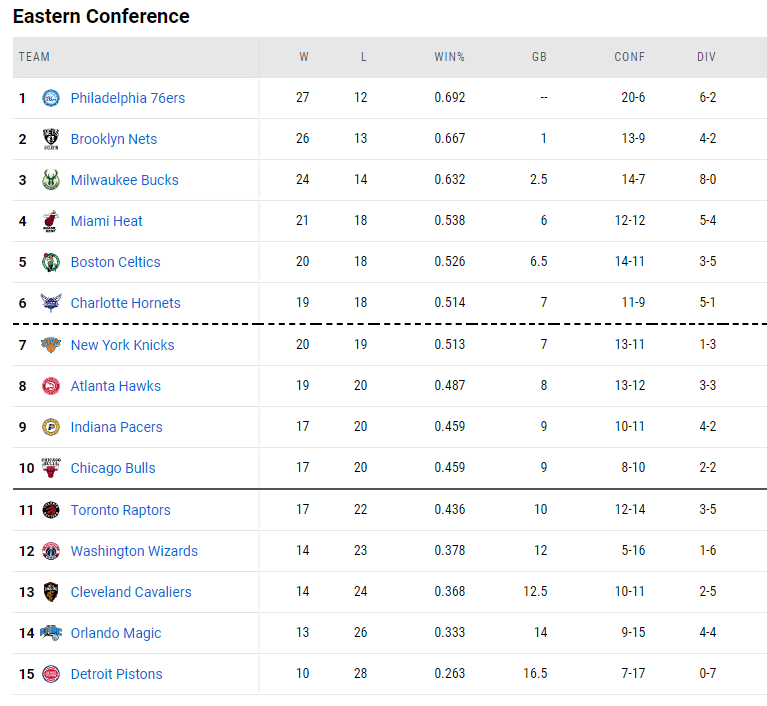 Eastern Conference
TEAM W L WIN% GB CONF DIV
1 Philadelphia 76ers 27 12 0.692 -- 20-6 6-2
2 Brooklyn Nets 26 13 0.667 1 13-9 4-2
3 Milwaukee Bucks 24 14 0.632 2.5 14-7 8-0
4 Miami Heat 21 18 0.538 6 12-12 5-4
5 Boston Celtics 20 18 0.526 6.5 14-11 3-5
6 Charlotte Hornets 19 18 0.514 7 11-9 5-1
7 New York Knicks 20 19 0.513 7 13-11 1-3
8 Atlanta Hawks 19 20 0.487 8 13-12 3-3
9 Indiana Pacers 17 20 0.459 9 10-11 4-2
10 Chicago Bulls 17 20 0.459 9 8-10 2-2
11 Toronto Raptors 17 22 0.436 10 12-14 3-5
12 Washington Wizards 14 23 0.378 12 5-16 1-6
13 Cleveland Cavaliers 14 24 0.368 12.5 10-11 2-5
14 Orlando Magic 13 26 0.333 14 9-15 4-4
15 Detroit Pistons 10 28 0.263 16.5 7-17 0-7